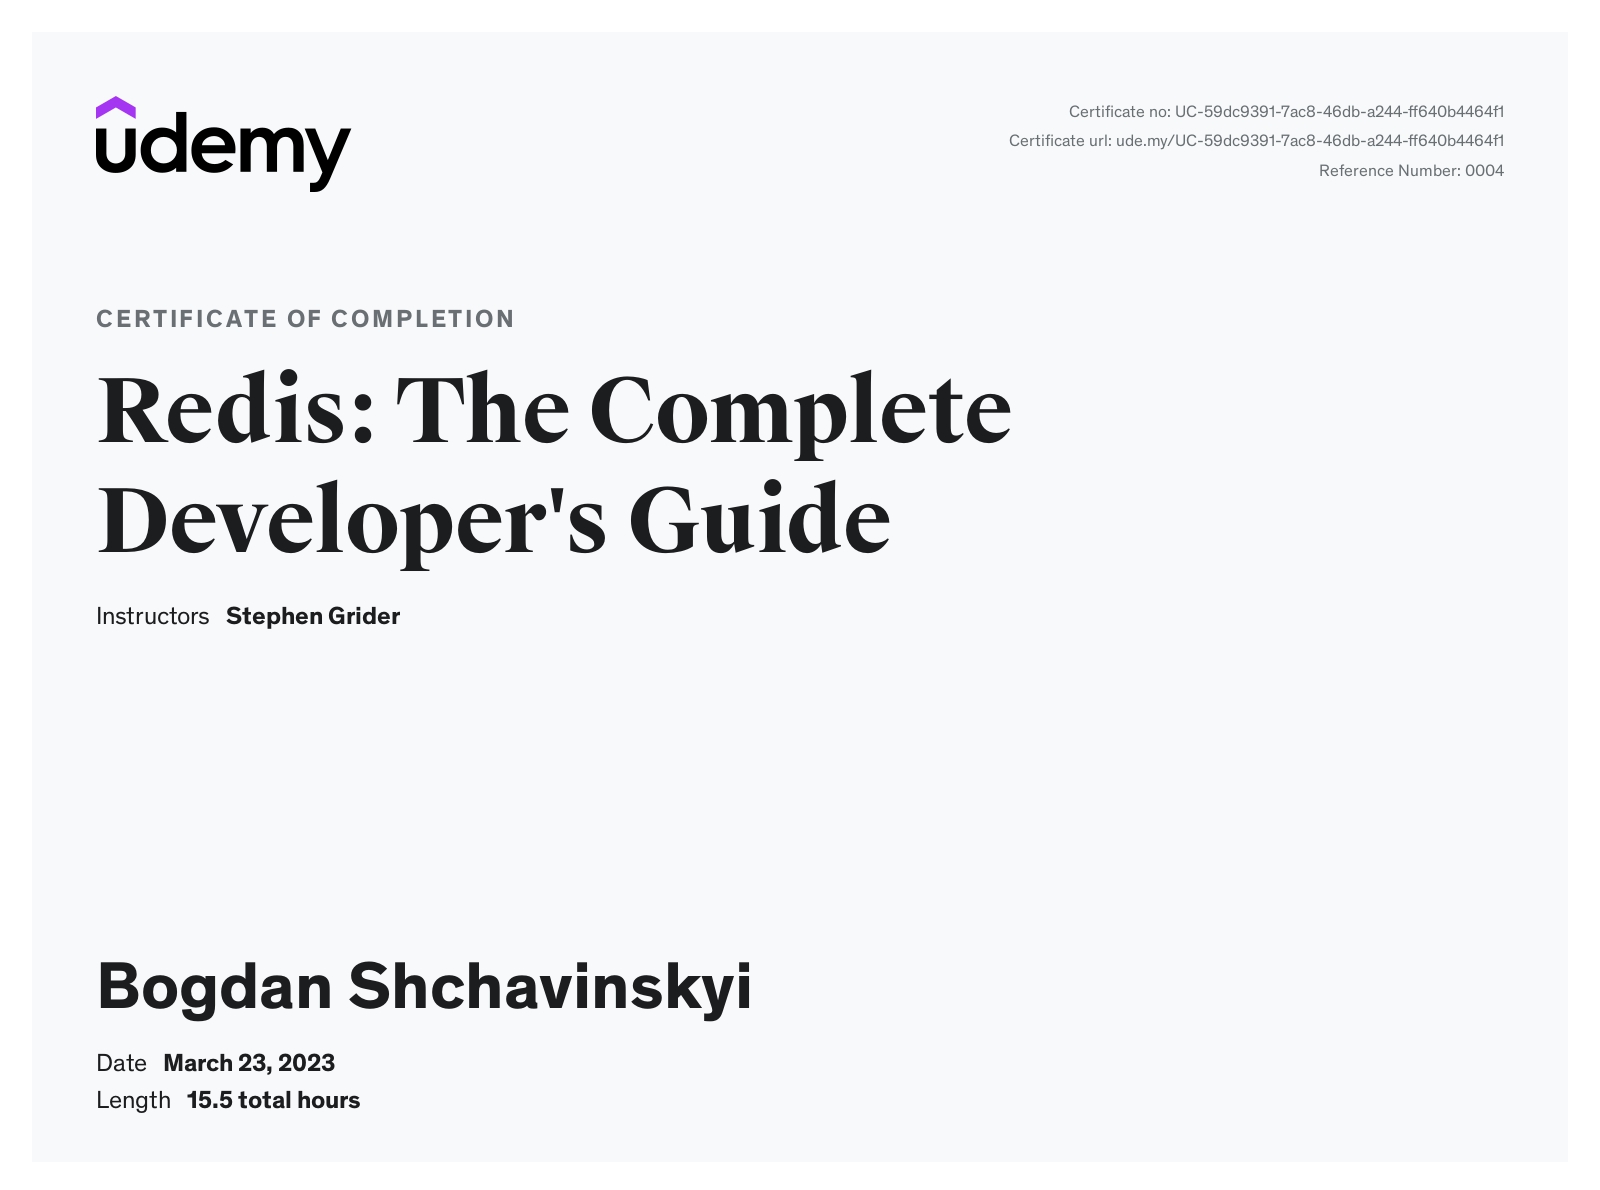 udemy
Certificate no: UC-59dc9391-7ac8-46db-a244-ff640b4464f1
Certificate url: ude.my/UC-59dc9391-7ac8-46db-a244-ff640b4464f1
Reference Number: 0004
CERTIFICATE OF COMPLETION
Redis: The Complete
Developer's Guide
Instructors Stephen Grider
Bogdan Shchavinskyi
Date March 23, 2023
Length 15.5 total hours